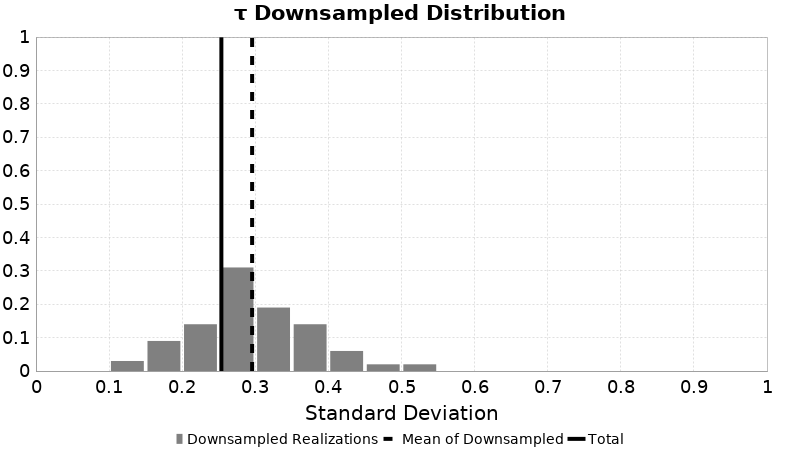 τ Downsampled Distribution
1
0.9
0.8
0.7
0.6
0.5
0.4
0.3
0.2
0.1
0
0 0.1 0.2 0.3 0.4 0.5 0.6 0.7 0.8 0.9 1
Standard Deviation
Downsampled Realizations Mean of Downsampled Total